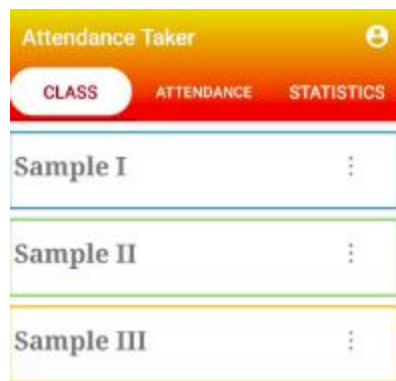 Attendance Taker
CLASS ATTENDANCE STATISTICS
Sample I
Sample II
Sample III